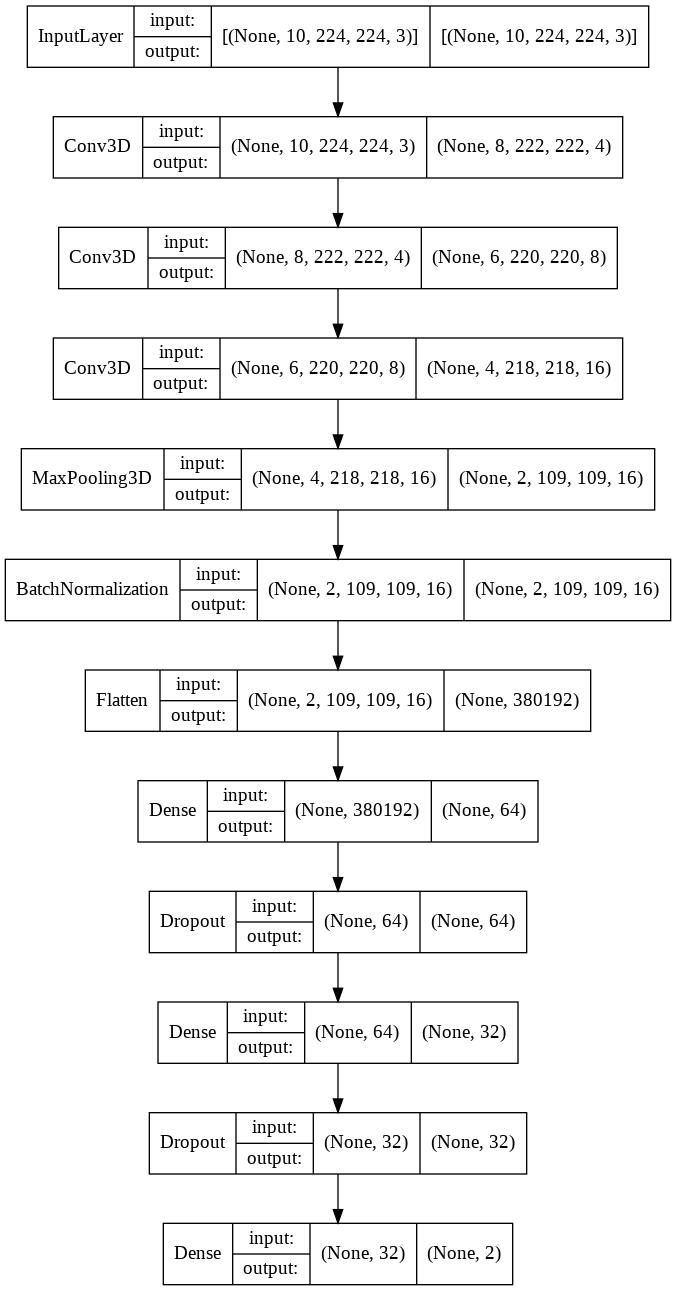 InputLayer input: output: [(None, 10, 224, 224, 3)] [(None, 10, 224, 224, 3)]
Conv3D input: output: (None, 10, 224, 224, 3) (None, 8, 222, 222, 4)
Conv3D input: output: (None, 8, 222, 222, 4) (None, 6, 220, 220, 8)
Conv3D input: output: (None, 6, 220, 220, 8) (None, 4, 218, 218, 16)
MaxPooling3D input: output: (None, 4, 218, 218, 16) (None, 2, 109, 109, 16)
BatchNormalization input: output: (None, 2, 109, 109, 16) (None, 2, 109, 109, 16)
Flatten input: output: (None, 2, 109, 109, 16) (None, 380192)
Dense input: output: (None, 380192) (None, 64)
Dropout input: output: (None, 64) (None, 64)
Dense input: output: (None, 64) (None, 32)
Dropout input: output: (None, 32) (None, 32)
Dense input: output: (None, 32) (None, 2)